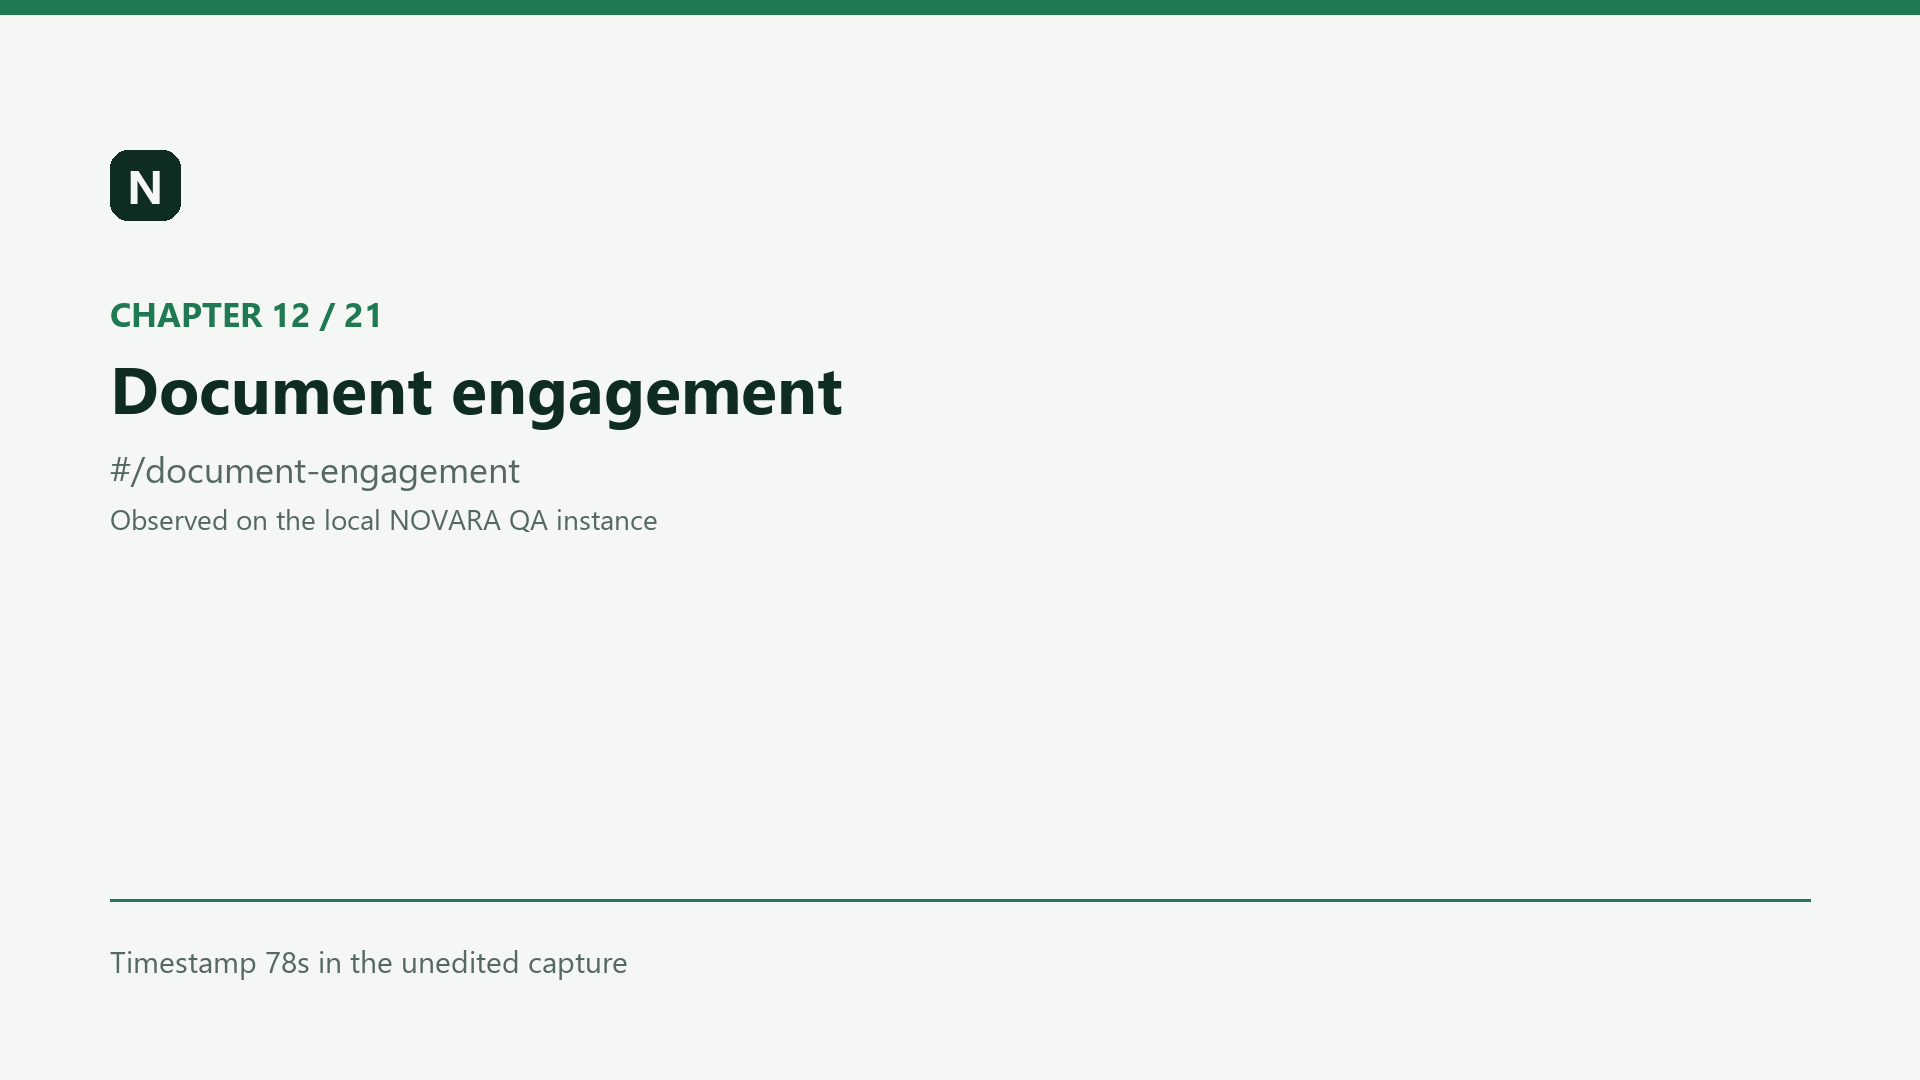 N
CHAPTER 12 / 21
Document engagement
#/document-engagement
Observed on the local NOVARA QA instance
Timestamp 78s in the unedited capture